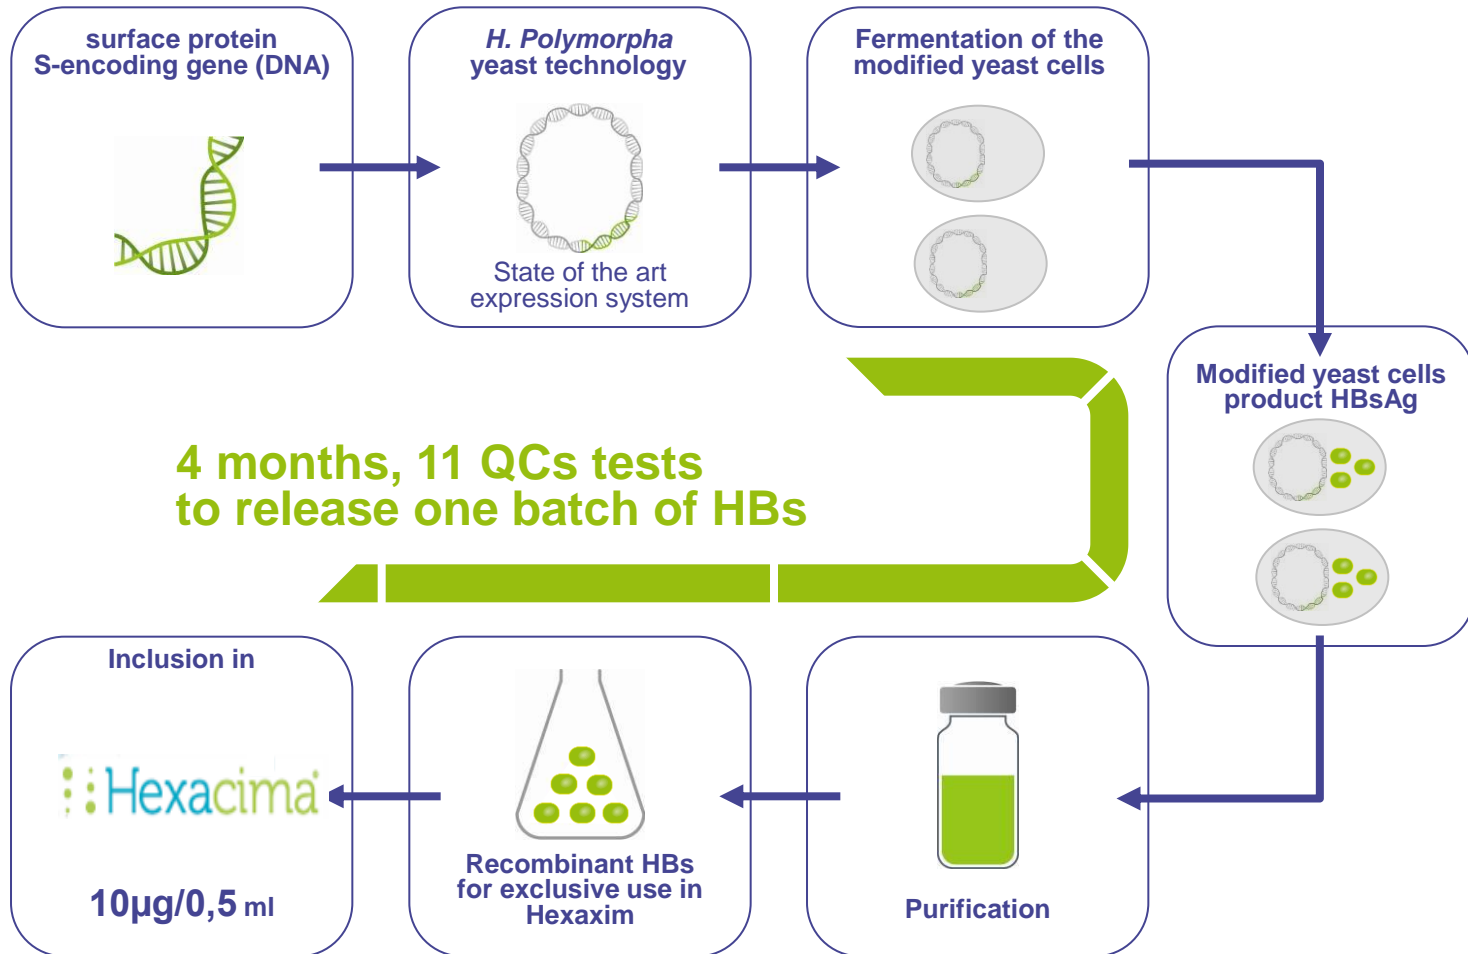 surface protein
S-encoding gene (DNA)
H. Polymorpha
yeast technology
State of the art
expression system
Fermentation of the
modified yeast cells
Modified yeast cells
product HBsAg
4 months, 11 QCs tests
to release one batch of HBs
Purification
Recombinant HBs
for exclusive use in
Hexaxim
Inclusion in
Hexacima
10µg/0,5 ml